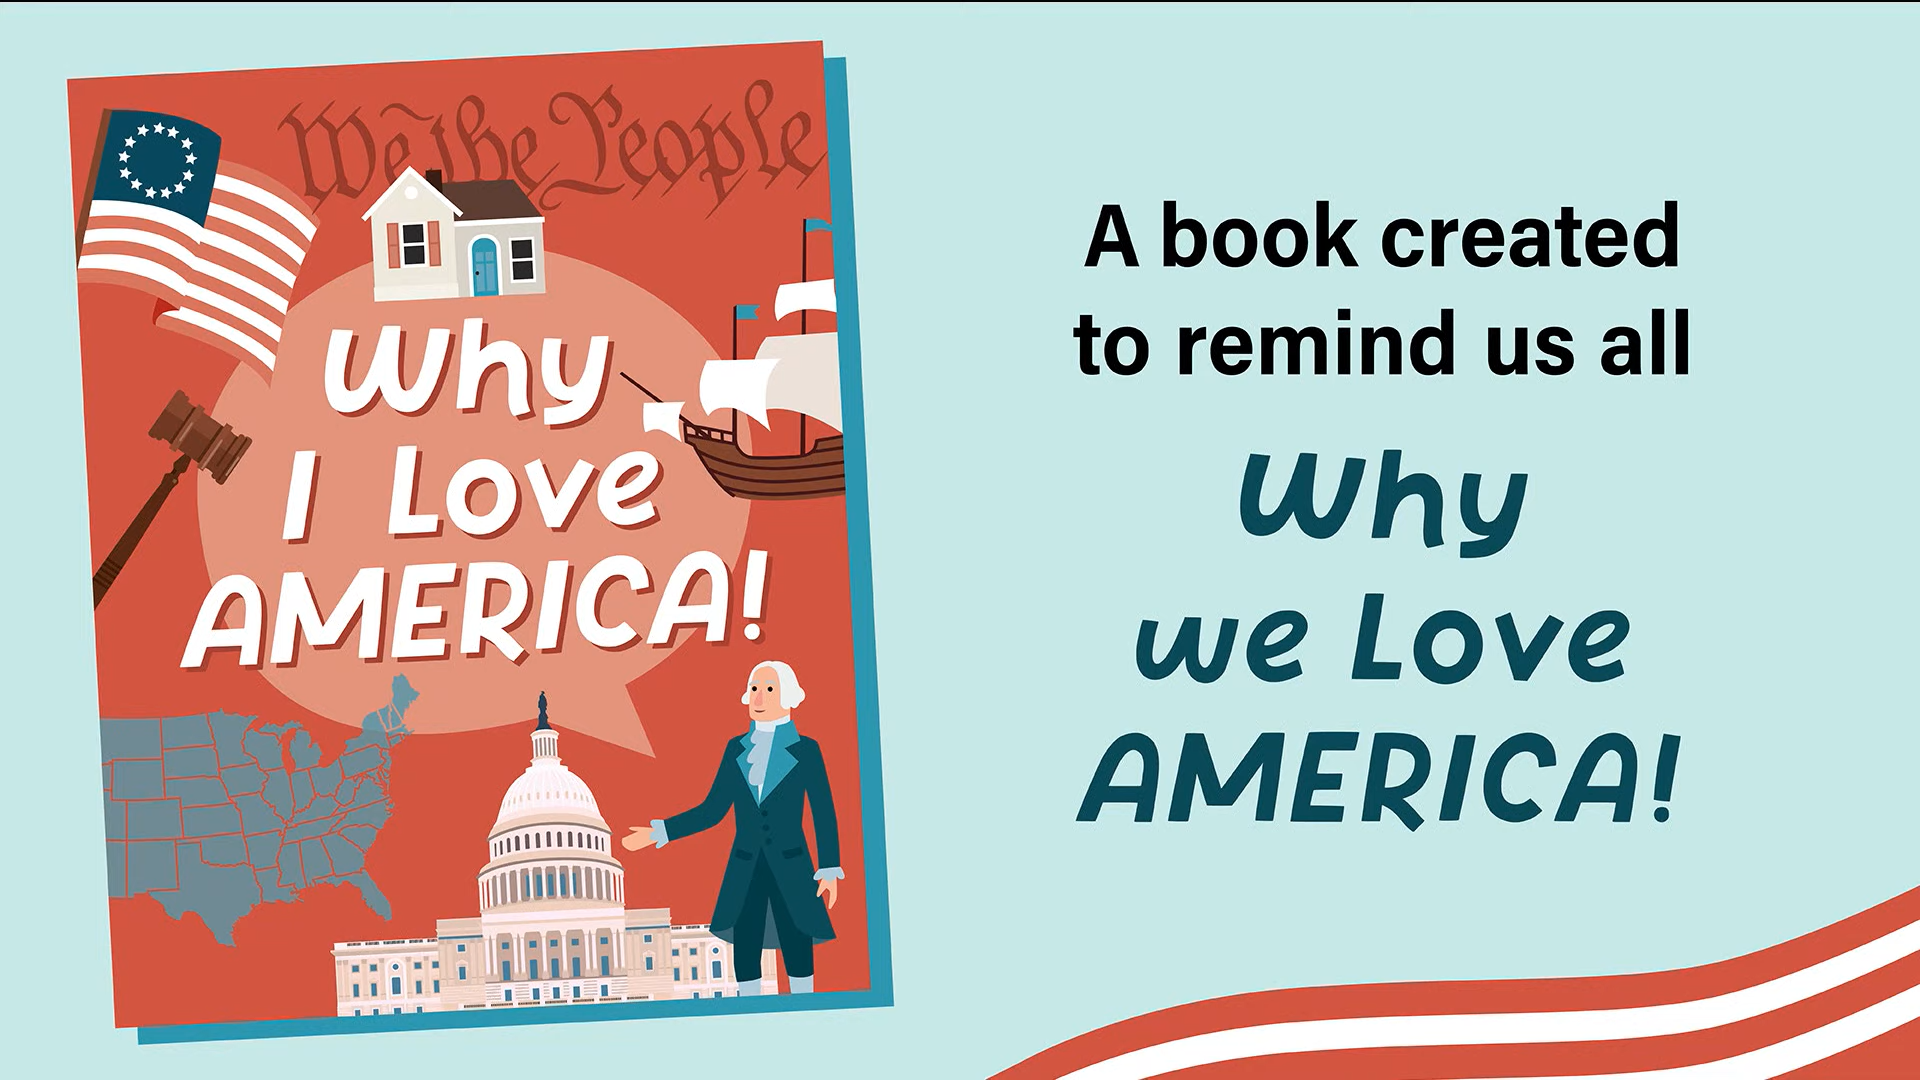 We the People
Why
I Love
AMERICA!
A book created
to remind us all
Why
we Love
AMERICA!